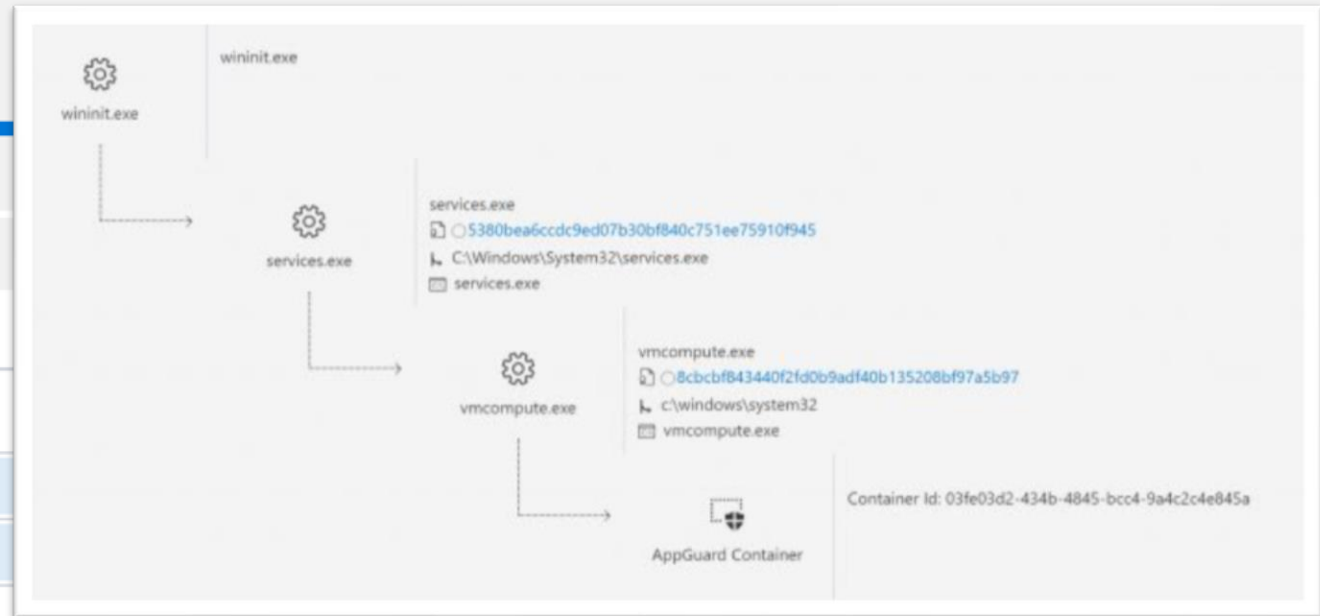 wininit.exe
wininit.exe
services.exe
5380bea6ccdc9ed07b30bf840c751ee75910f945
C:\Windows\System32\services.exe
services.exe
services.exe
vmcompute.exe
8cbcbf843440f2fd0b9adf40b135208bf97a5b97
c:\windows\system32
vmcompute.exe
vmcompute.exe
Container Id: 03fe03d2-434b-4845-bcc4-9a4c2c4e845a
AppGuard Container